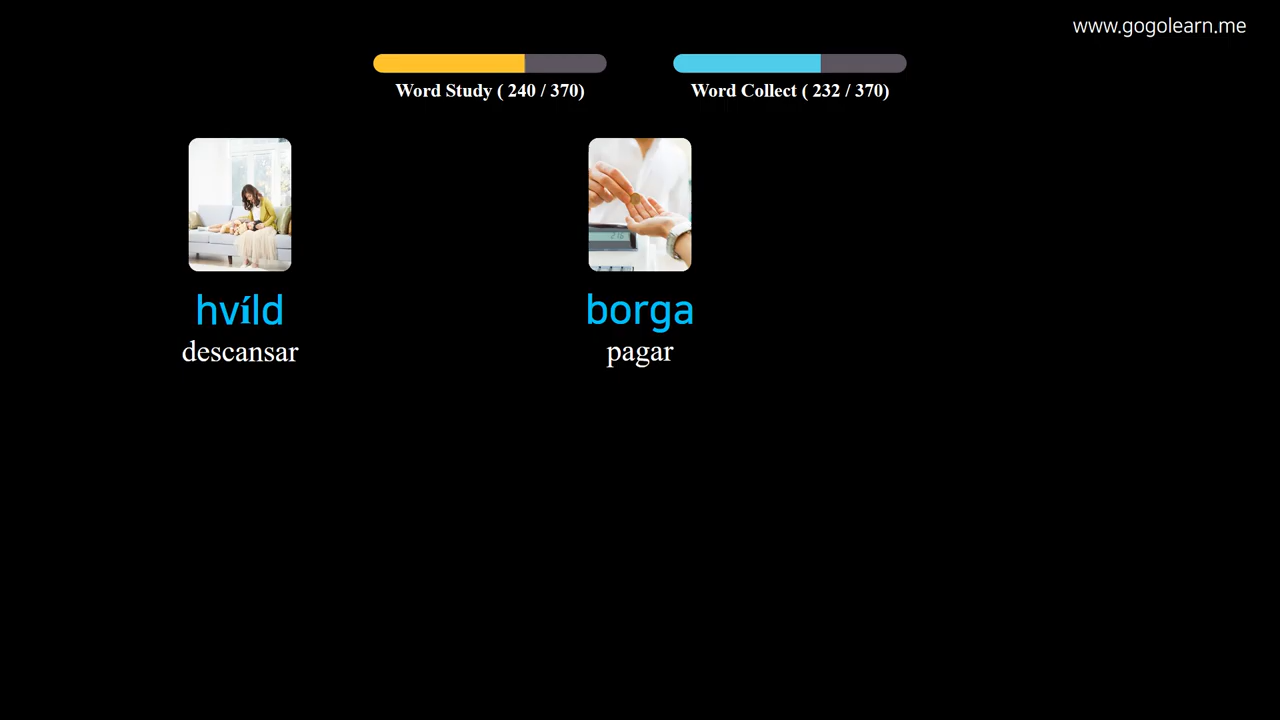 www.gogolearn.me
Word Study ( 240 / 370)
Word Collect ( 232 / 370)
hvíld
descansar
borga
pagar